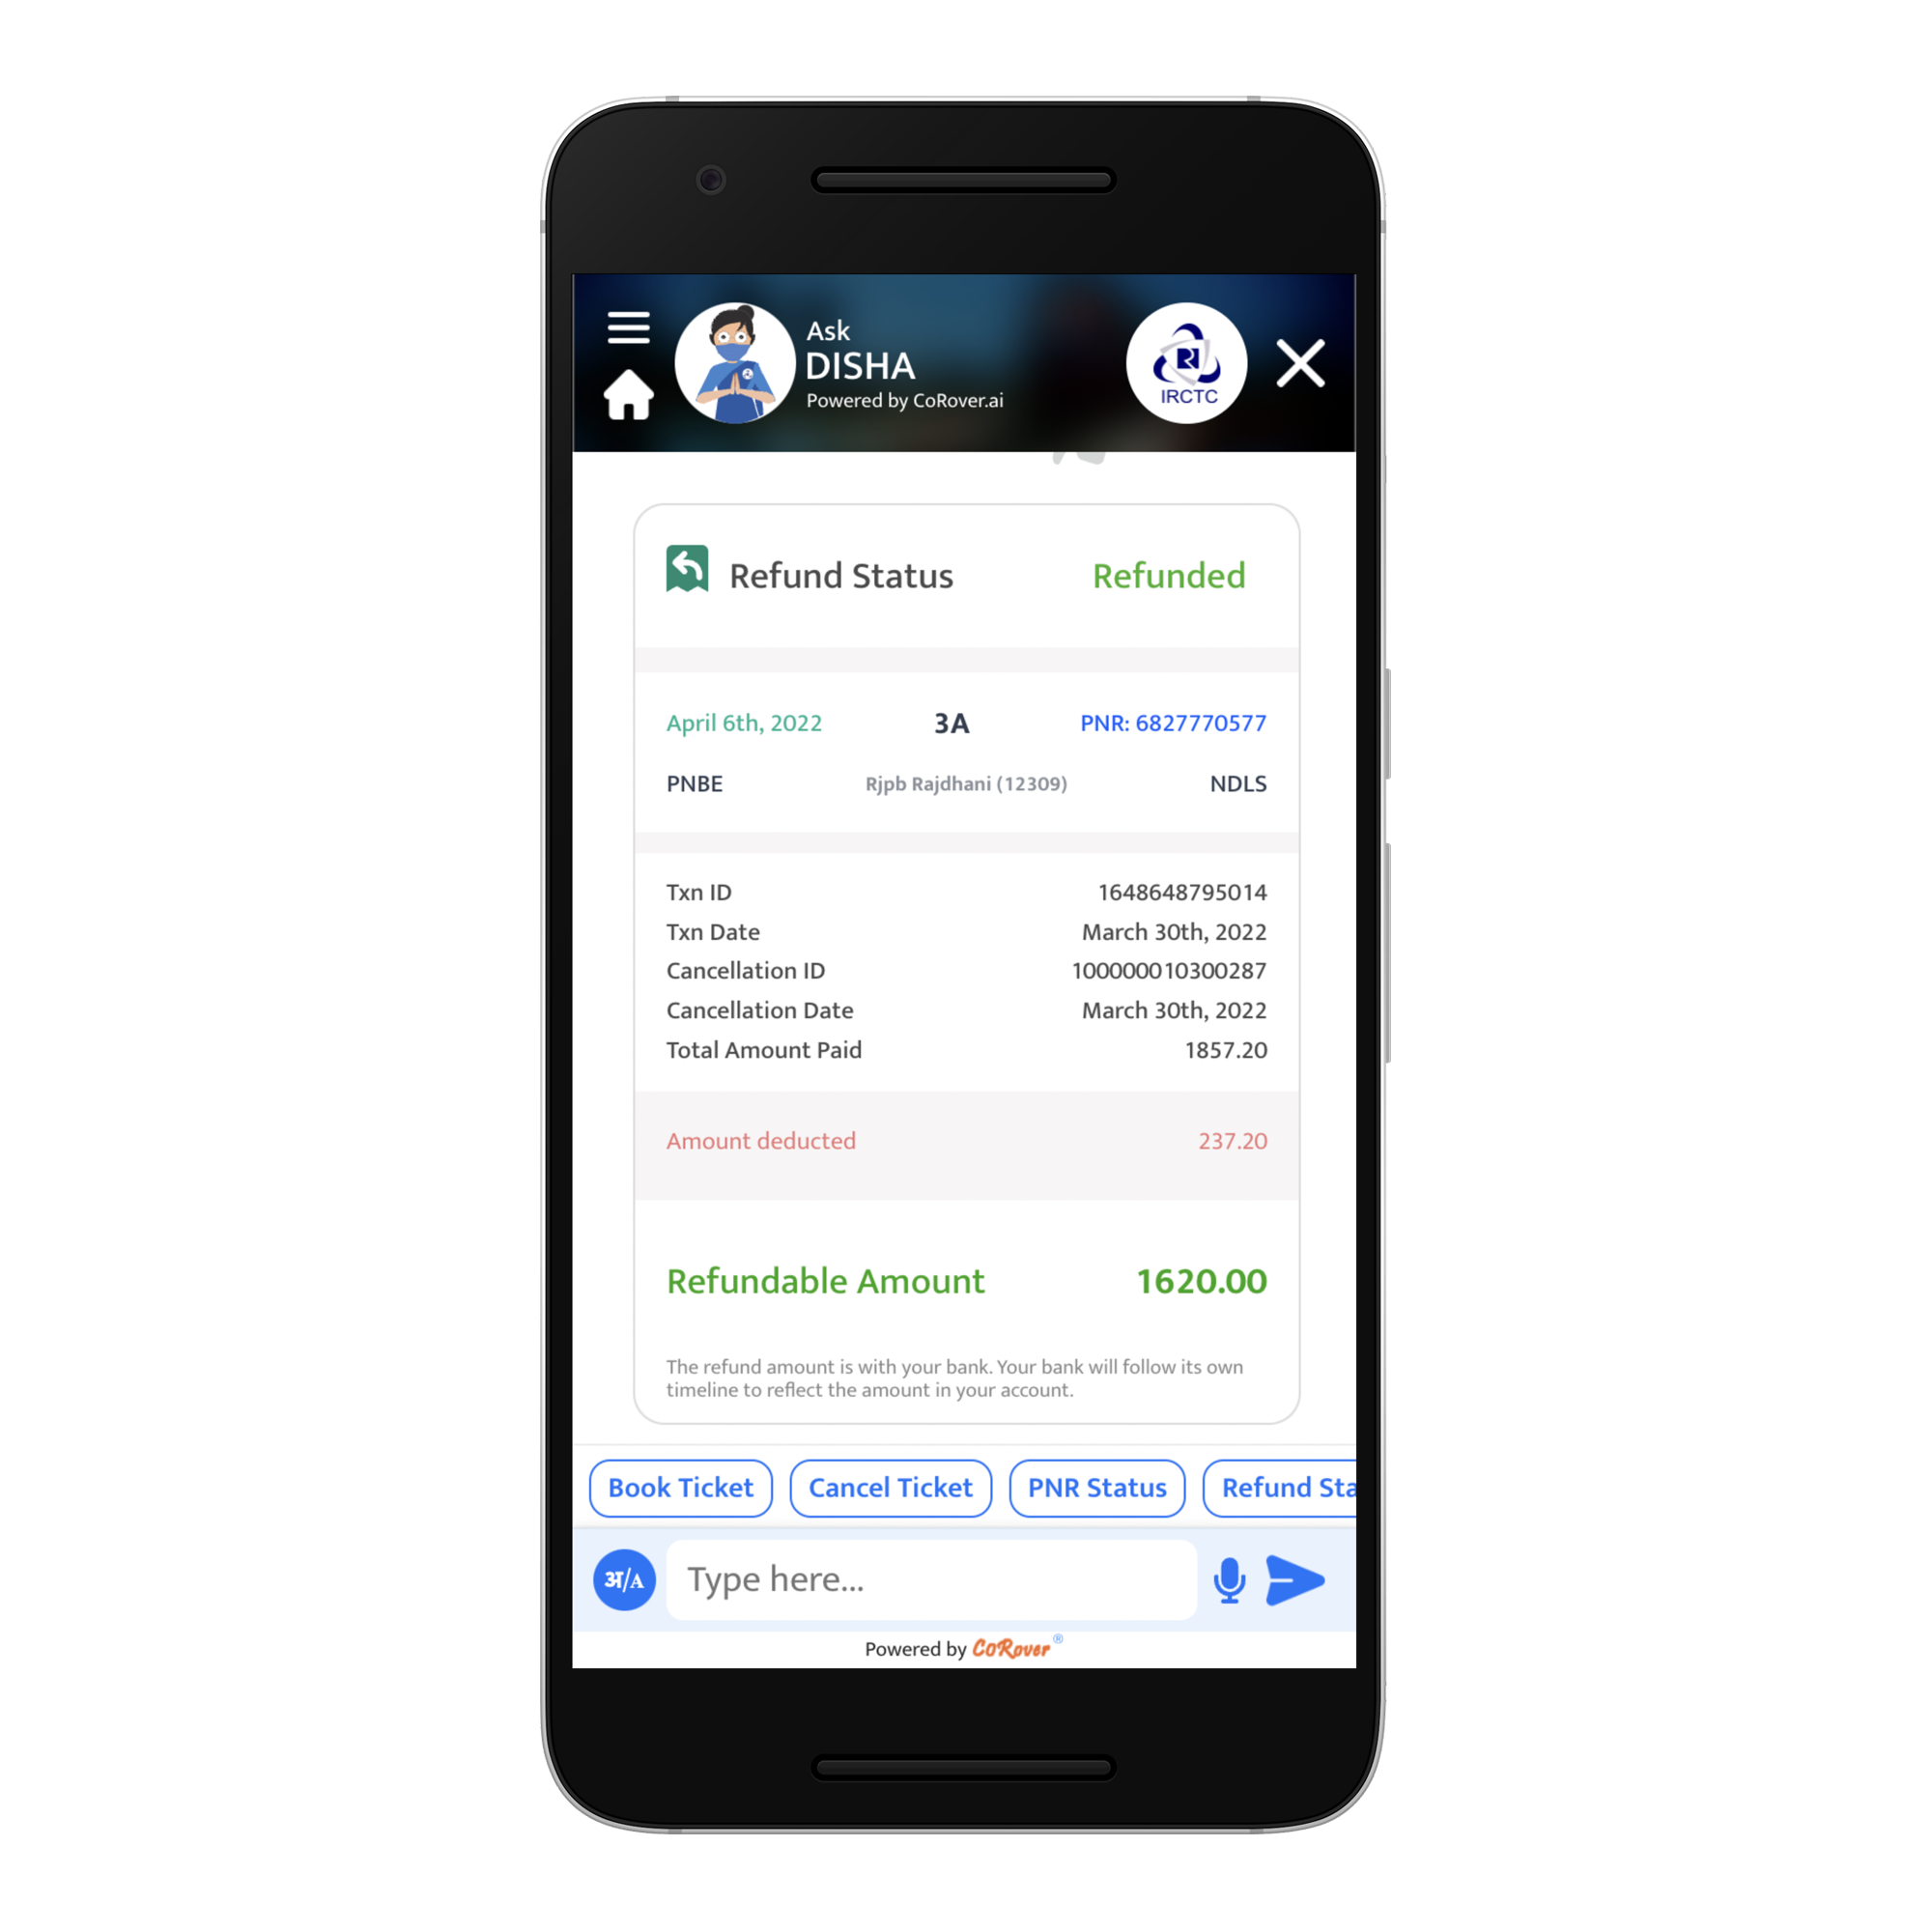 Ask
DISHA
Powered by CoRover.ai
IRCTC
Refund Status Refunded
April 6th, 2022 3A PNR: 6827770577
PNBE Rjpb Rajdhani (12309) NDLS
Txn ID 1648648795014
Txn Date March 30th, 2022
Cancellation ID 100000010300287
Cancellation Date March 30th, 2022
Total Amount Paid 1857.20
Amount deducted 237.20
Refundable Amount 1620.00
The refund amount is with your bank. Your bank will follow its own
timeline to reflect the amount in your account.
Book Ticket Cancel Ticket PNR Status Refund Sta
अ/A Type here...
Powered by CoRover®